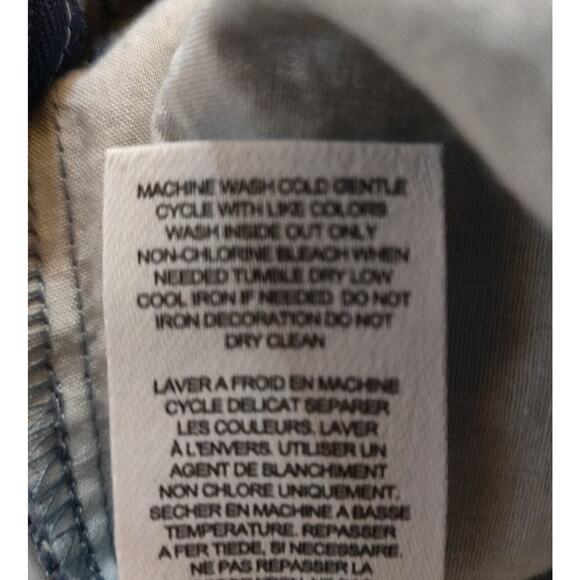 MACHINE WASH COLD GENTLE
CYCLE WITH LIKE COLORS
WASH INSIDE OUT ONLY
NON-CHLORINE BLEACH WHEN
NEEDED TUMBLE DRY LOW
COOL IRON IF NEEDED DO NOT
IRON DECORATION DO NOT
DRY CLEAN
LAVER A FROID EN MACHINE
CYCLE DELICAT SEPARER
LES COULEURS. LAVER
À L'ENVERS. UTILISER UN
AGENT DE BLANCHIMENT
NON CHLORE UNIQUEMENT.
SECHER EN MACHINE A BASSE
TEMPERATURE. REPASSER
A FER TIEDE, SI NECESSAIRE.
NE PAS REPASSER LA